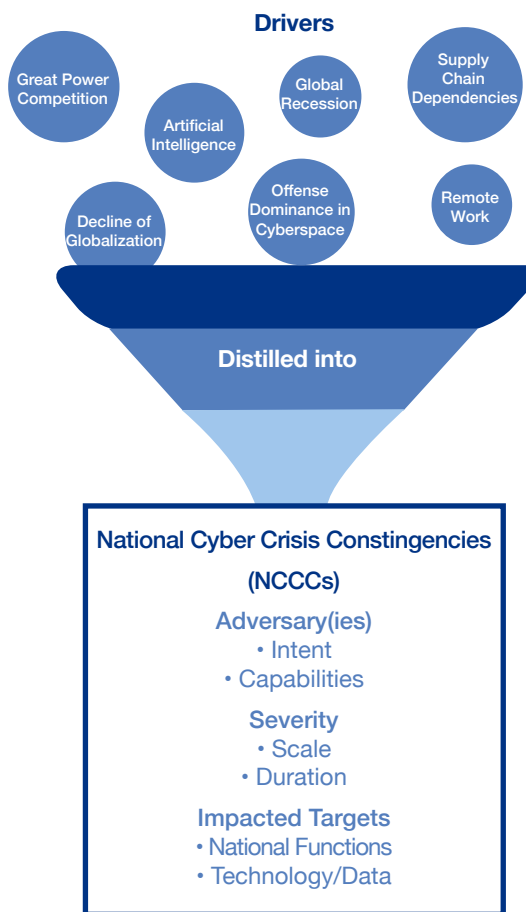 Drivers
Great Power
Competition
Artificial
Intelligence
Global
Recession
Supply
Chain
Dependencies
Decline of
Globalization
Offense
Dominance in
Cyberspace
Remote
Work
Distilled into
National Cyber Crisis Constingencies
(NCCCs)
Adversary(ies)
• Intent
• Capabilities
Severity
• Scale
• Duration
Impacted Targets
• National Functions
• Technology/Data